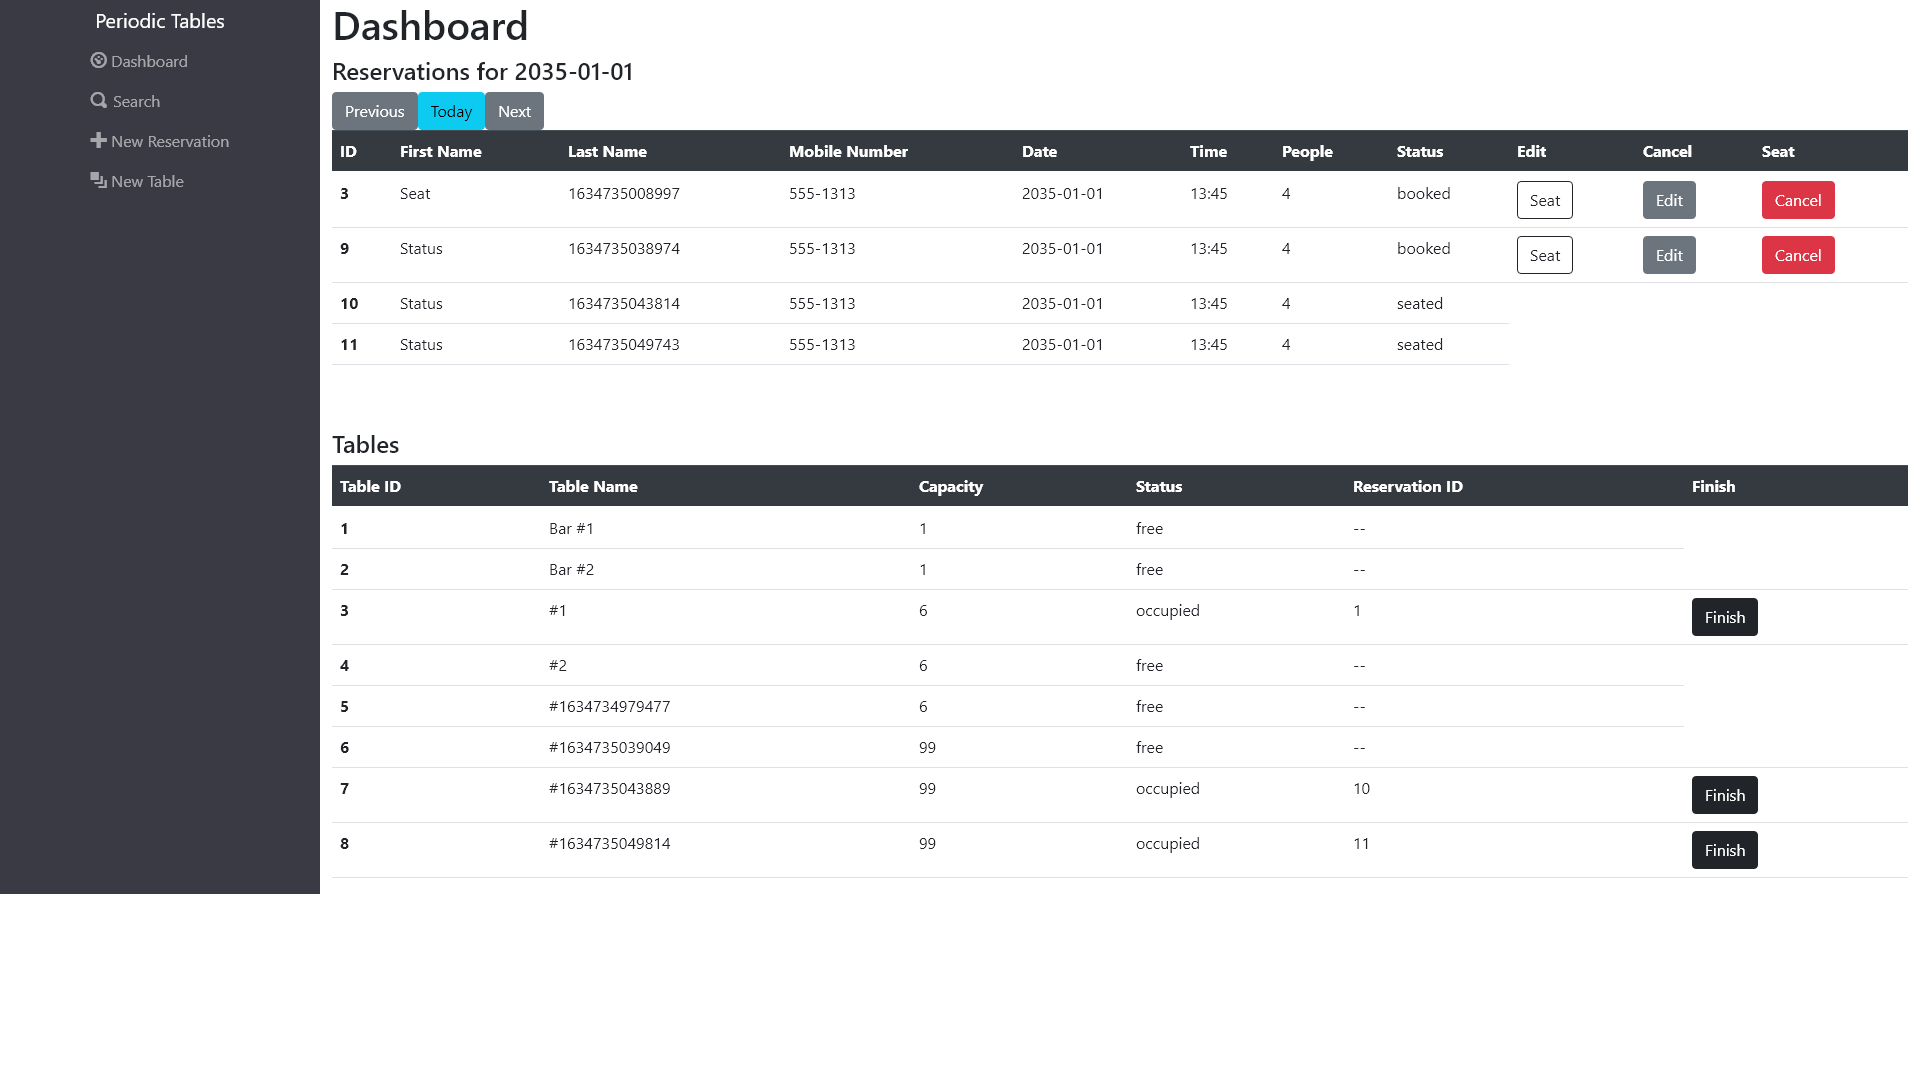 Periodic Tables
Dashboard
Search
New Reservation
New Table
Dashboard
Reservations for 2035-01-01
Previous Today Next
ID First Name Last Name Mobile Number Date Time People Status Edit Cancel Seat
3 Seat 1634735008997 555-1313 2035-01-01 13:45 4 booked Seat Edit Cancel
9 Status 1634735038974 555-1313 2035-01-01 13:45 4 booked Seat Edit Cancel
10 Status 1634735043814 555-1313 2035-01-01 13:45 4 seated
11 Status 1634735049743 555-1313 2035-01-01 13:45 4 seated
Tables
Table ID Table Name Capacity Status Reservation ID Finish
1 Bar #1 1 free --
2 Bar #2 1 free --
3 #1 6 occupied 1 Finish
4 #2 6 free --
5 #1634734979477 6 free --
6 #1634735039049 99 free --
7 #1634735043889 99 occupied 10 Finish
8 #1634735049814 99 occupied 11 Finish